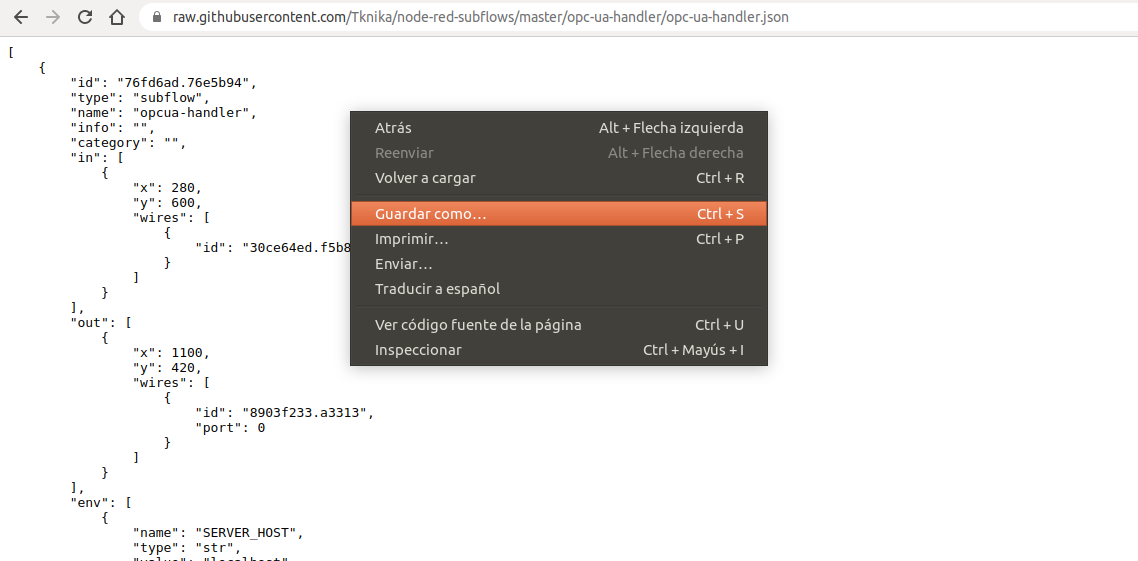 raw.githubusercontent.com/Tknika/node-red-subflows/master/opc-ua-handler/opc-ua-handler.json
[
{
"id": "76fd6ad.76e5b94",
"type": "subflow",
"name": "opcua-handler",
"info": "",
"category": "",
"in": [
{
"x": 280,
"y": 600,
"wires": [
{
"id": "30ce64ed.f5b8
}
]
}
],
"out": [
{
"x": 1100,
"y": 420,
"wires": [
{
"id": "8903f233.a3313",
"port": 0
}
]
}
],
"env": [
{
"name": "SERVER_HOST",
"type": "str",
"value": "localhost"
Atrás Alt + Flecha izquierda
Reenviar Alt + Flecha derecha
Volver a cargar Ctrl + R
Guardar como… Ctrl + S
Imprimir… Ctrl + P
Enviar…
Traducir a español
Ver código fuente de la página Ctrl + U
Inspeccionar Ctrl + Mayús + I